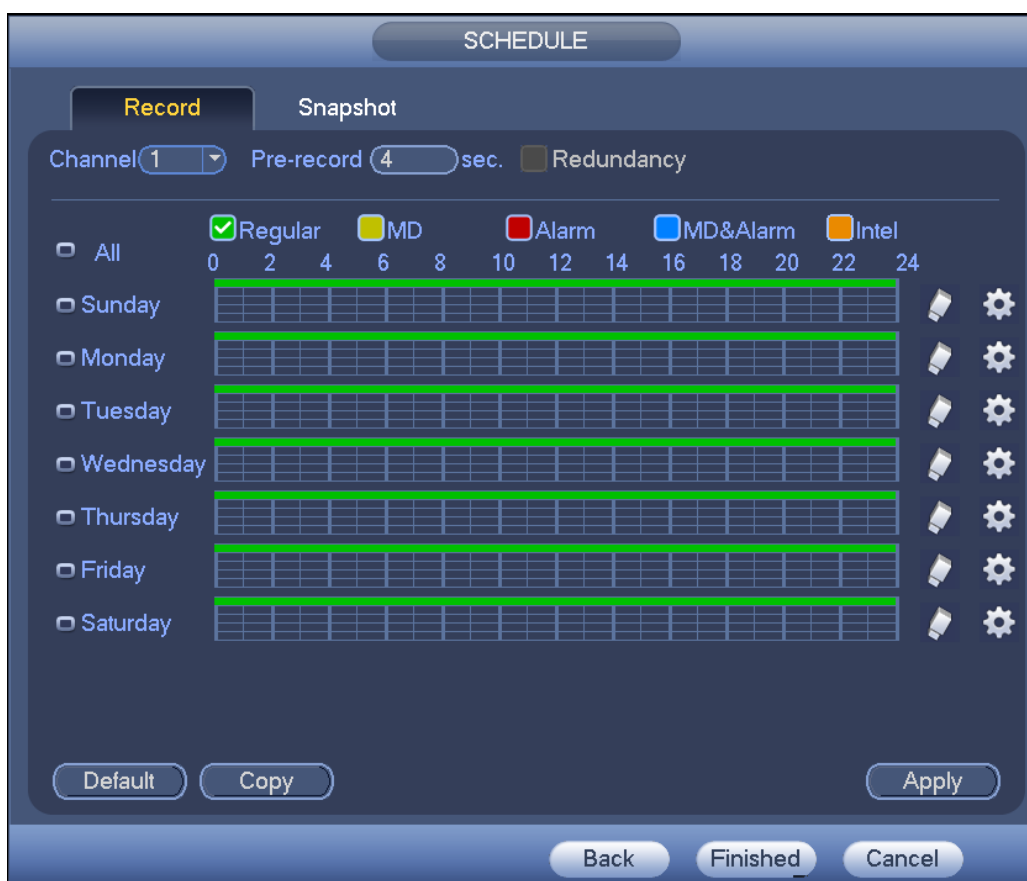 SCHEDULE
Record Snapshot
Channel 1 Pre-record 4 sec. Redundancy
Regular MD Alarm MD&Alarm Intel
All
0 2 4 6 8 10 12 14 16 18 20 22 24
Sunday
Monday
Tuesday
Wednesday
Thursday
Friday
Saturday
Default Copy Apply
Back Finished Cancel